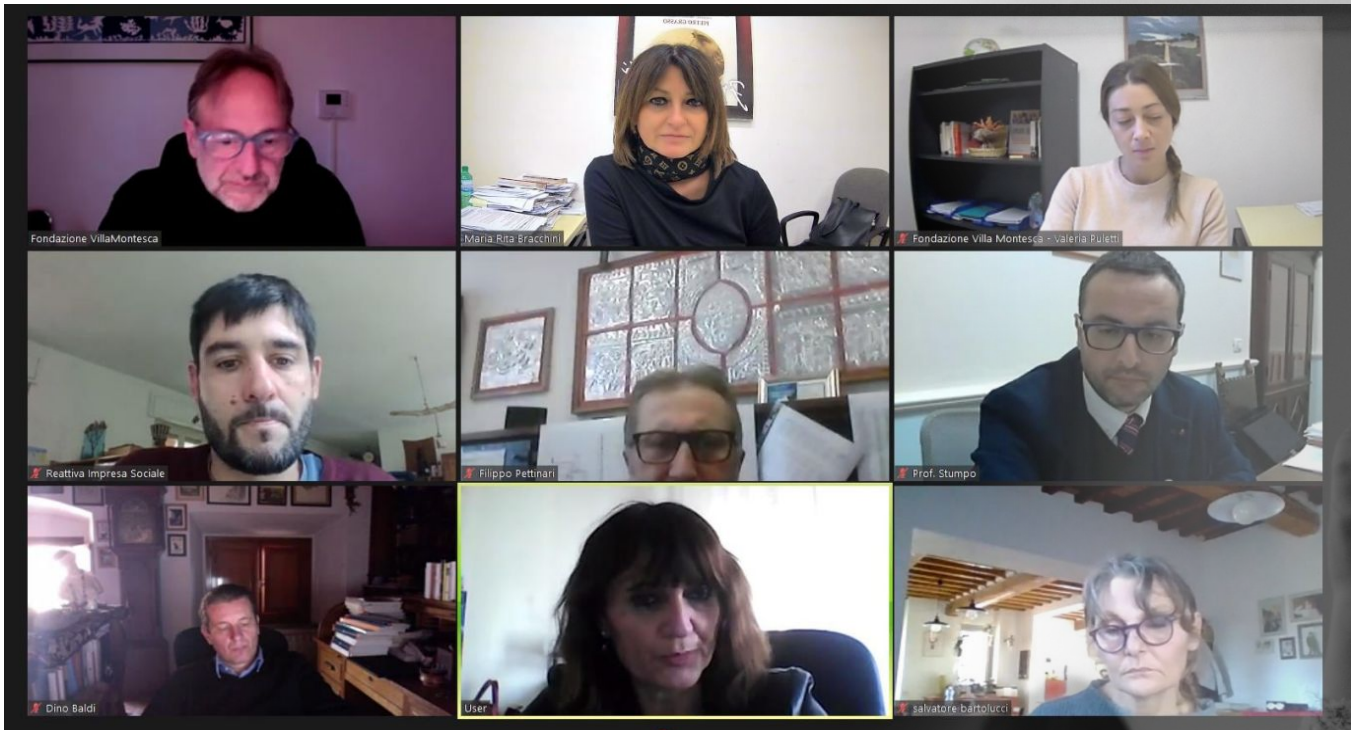 Fondazione VillaMontesca
Maria Rita Bracchini
Fondazione Villa Montesca - Valeria Puletti
Reattiva Impresa Sociale
Filippo Pettinari
Prof. Stumpo
Dino Baldi
User
salvatore bartolucci